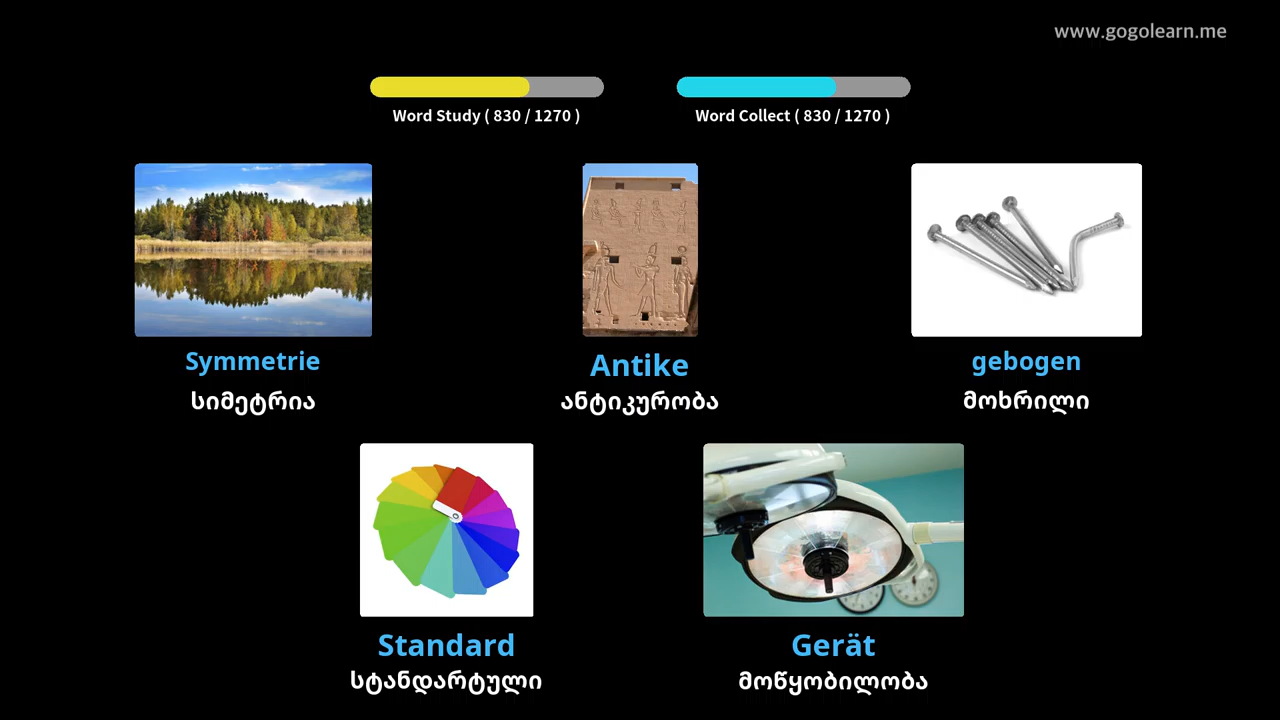 www.gogolearn.me
Word Study ( 830 / 1270 )
Word Collect ( 830 / 1270 )
Symmetrie
Antike
gebogen
სიმეტრია
ანტიკურობა
მოხრილი
Standard
Gerät
სტანდარტული
მოწყობილობა